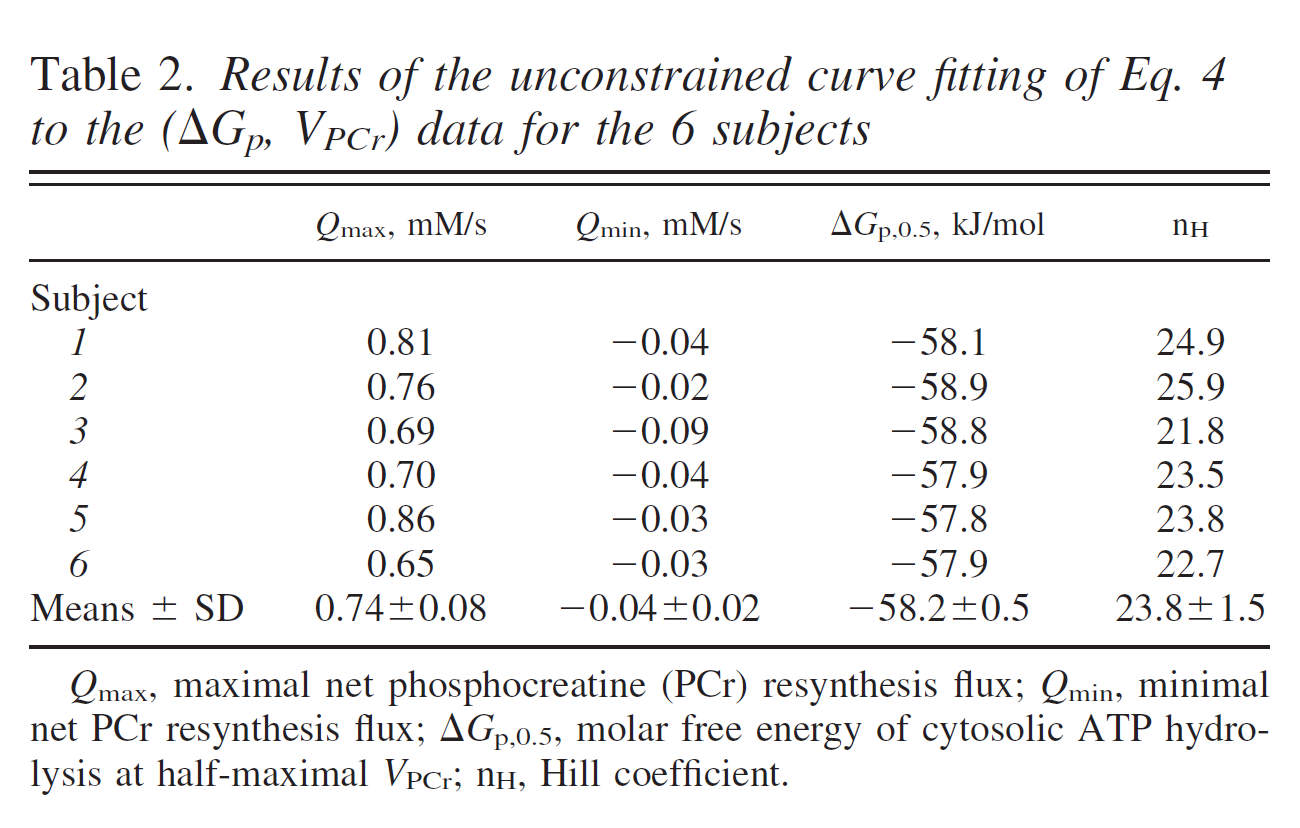 Table 2. Results of the unconstrained curve fitting of Eq. 4
to the (ΔGp, VPCr) data for the 6 subjects
Qmax, mM/s Qmin, mM/s ΔGp,0.5, kJ/mol nH
Subject
1 0.81 −0.04 −58.1 24.9
2 0.76 −0.02 −58.9 25.9
3 0.69 −0.09 −58.8 21.8
4 0.70 −0.04 −57.9 23.5
5 0.86 −0.03 −57.8 23.8
6 0.65 −0.03 −57.9 22.7
Means ± SD 0.74±0.08 −0.04±0.02 −58.2±0.5 23.8±1.5
Qmax, maximal net phosphocreatine (PCr) resynthesis flux; Qmin, minimal
net PCr resynthesis flux; ΔGp,0.5, molar free energy of cytosolic ATP hydro-
lysis at half-maximal VPCr; nH, Hill coefficient.